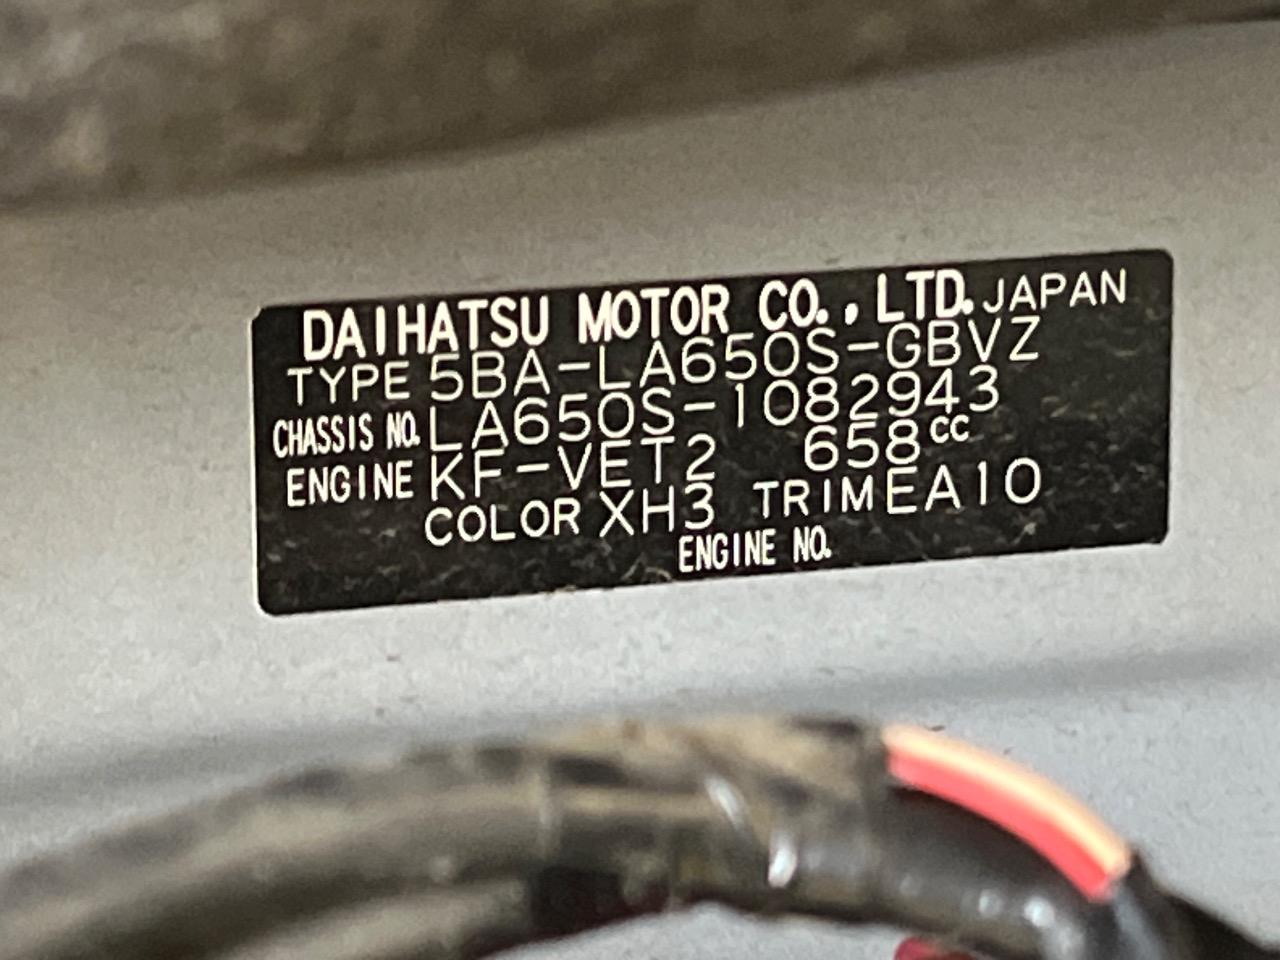 DAIHATSU MOTOR CO., LTD. JAPAN
TYPE 5BA-LA650S-GBVZ
CHASSIS NO. LA650S-1082943
ENGINE KF-VET2 658cc
COLOR XH3 TRIM EA10
ENGINE NO.